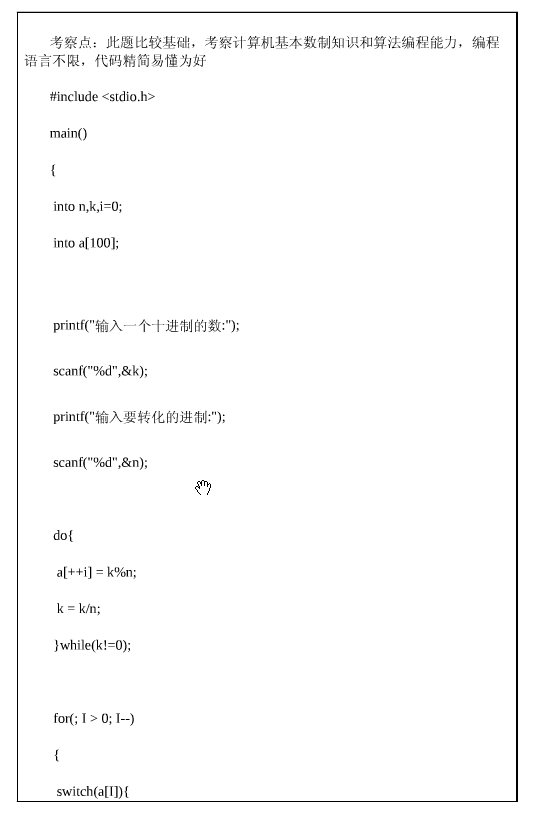 考察点：此题比较基础，考察计算机基本数制知识和算法编程能力，编程
语言不限，代码精简易懂为好
#include <stdio.h>
main()
{
into n,k,i=0;
into a[100];
printf("输入一个十进制的数:");
scanf("%d",&k);
printf("输入要转化的进制:");
scanf("%d",&n);
do{
a[++i] = k%n;
k = k/n;
}while(k!=0);
for(; I > 0; I--)
{
switch(a[I]){